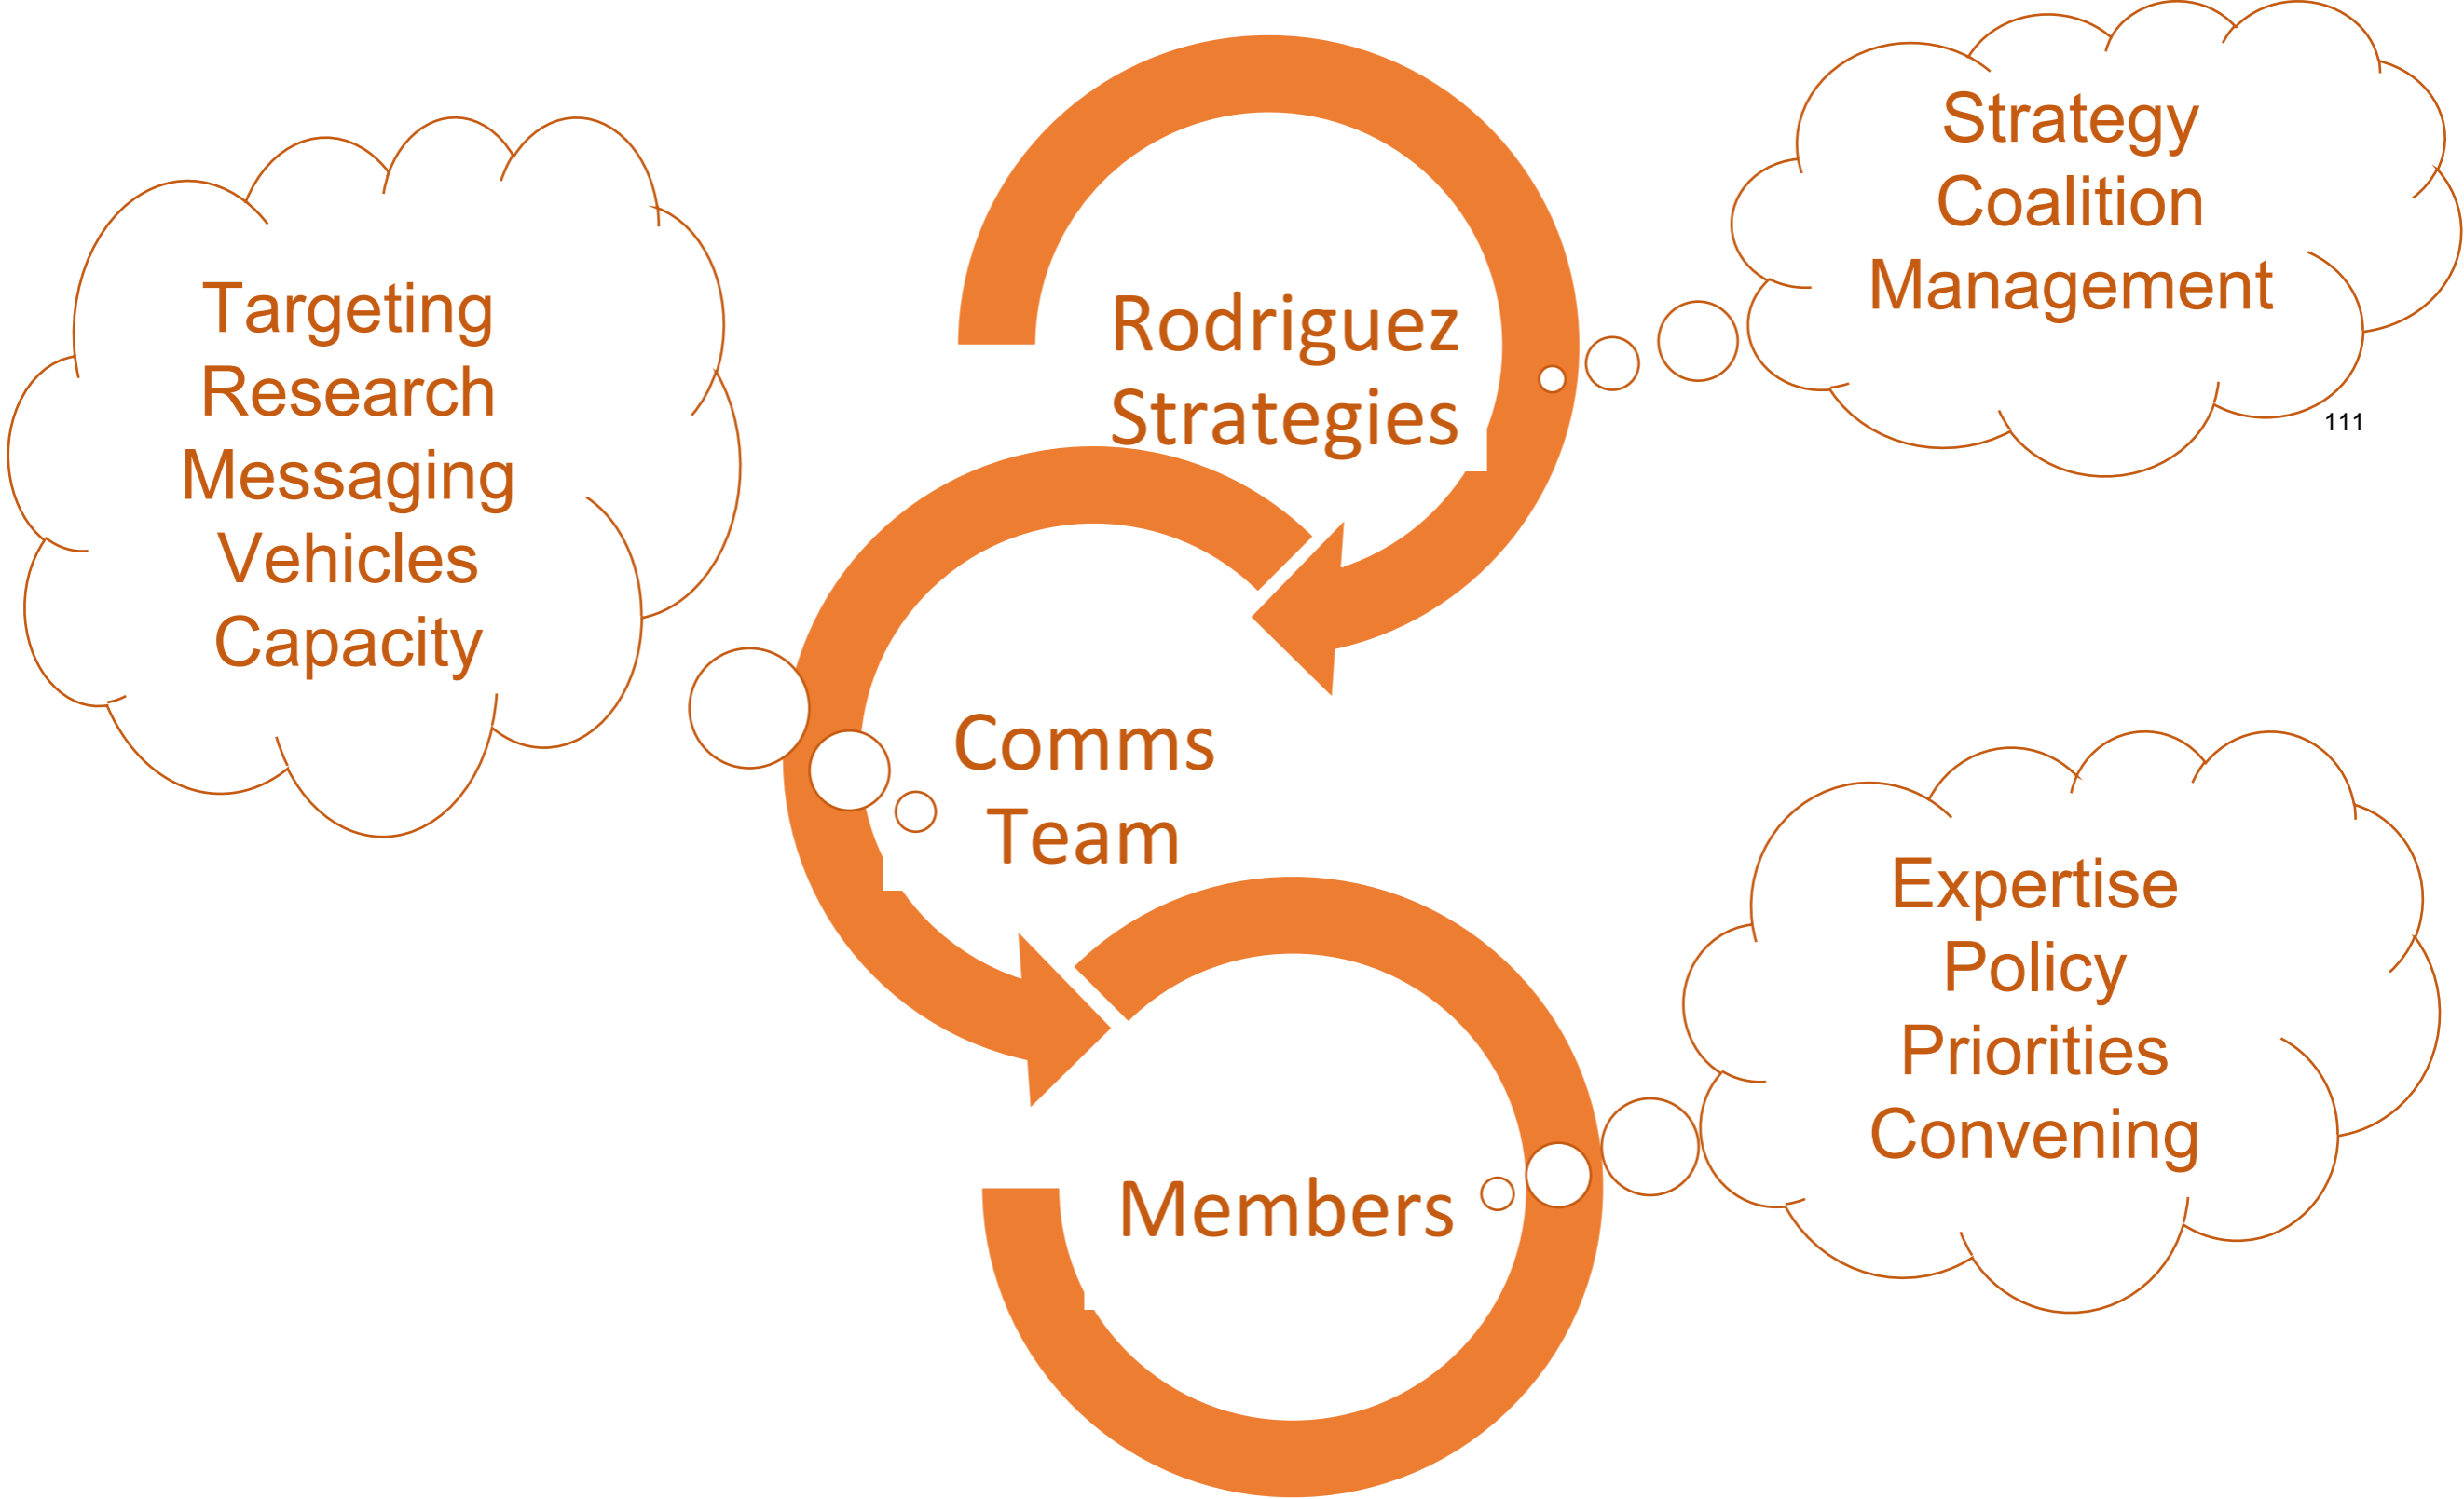 Strategy
Coalition
Management
111
Rodriguez
Strategies
Targeting
Research
Messaging
Vehicles
Capacity
Comms
Team
Expertise
Policy
Priorities
Convening
Members